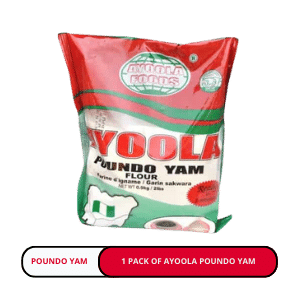 AYOOLA
FOODS
AYOOLA
POUNDO YAM
FLOUR
Farine d'igname / Garin sakwara
POUNDO YAM
1 PACK OF AYOOLA POUNDO YAM